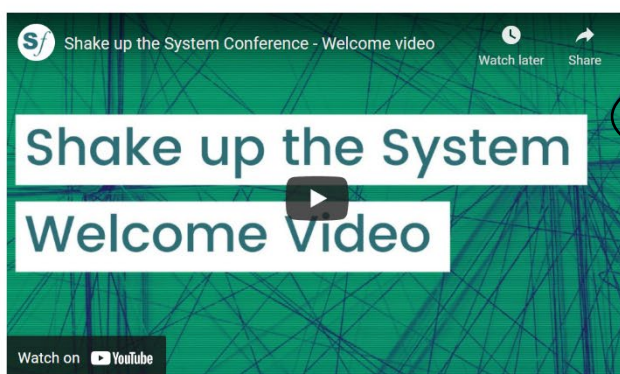 Sf Shake up the System Conference - Welcome video
Watch later
Share
Shake up the System
Welcome Video
Watch on YouTube